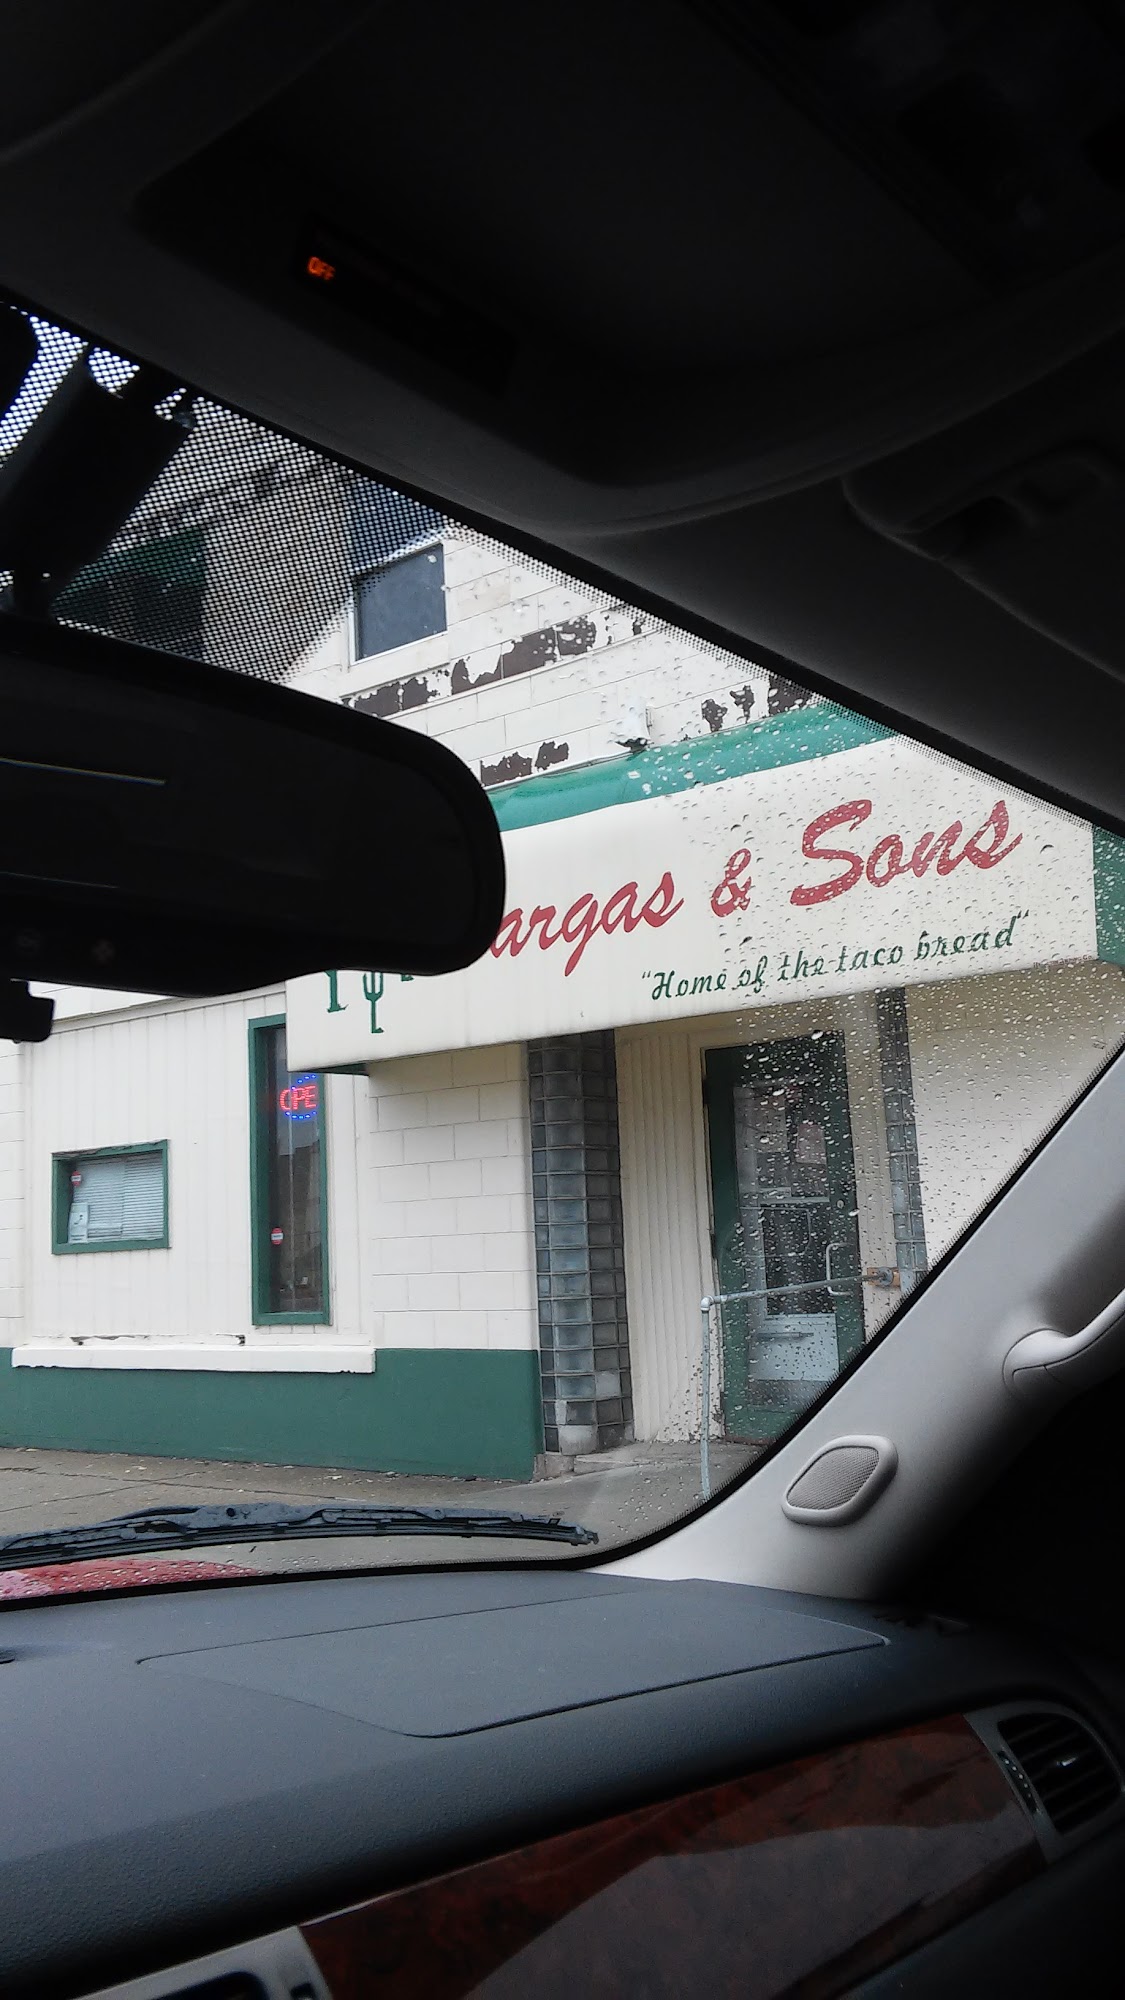 OFF
argas & Sons
"Home of the taco bread"
OPE